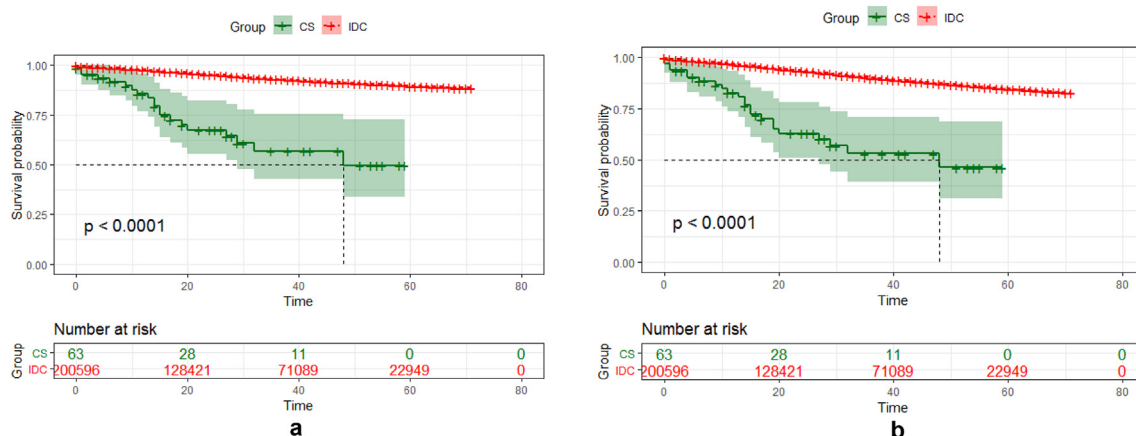 Group CS IDC
Survival probability
1.00
0.75
0.50
0.25
0.00
p < 0.0001
0 20 40 60 80
Time
Number at risk
Group
CS 63 28 11 0 0
IDC 200596 128421 71089 22949 0
0 20 40 60 80
Time
a
Group CS IDC
Survival probability
1.00
0.75
0.50
0.25
0.00
p < 0.0001
0 20 40 60 80
Time
Number at risk
Group
CS 63 28 11 0 0
IDC 200596 128421 71089 22949 0
0 20 40 60 80
Time
b